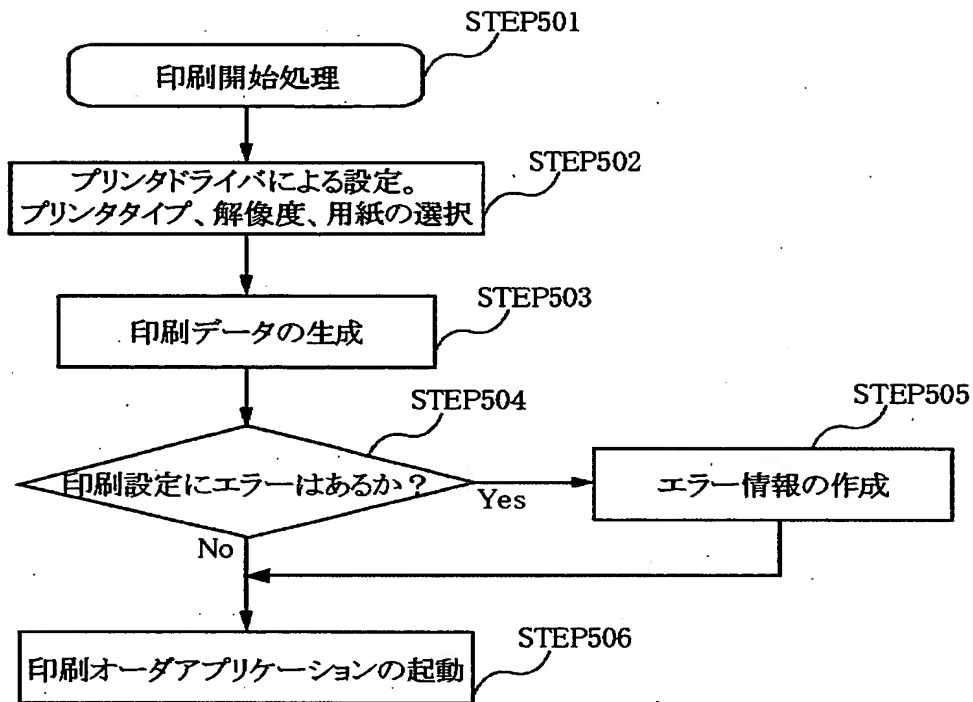 STEP501
印刷開始処理
STEP502
プリンタドライバによる設定。
プリンタタイプ、解像度、用紙の選択
STEP503
印刷データの生成
STEP504
印刷設定にエラーはあるか？
Yes
STEP505
エラー情報の作成
No
STEP506
印刷オーダアプリケーションの起動